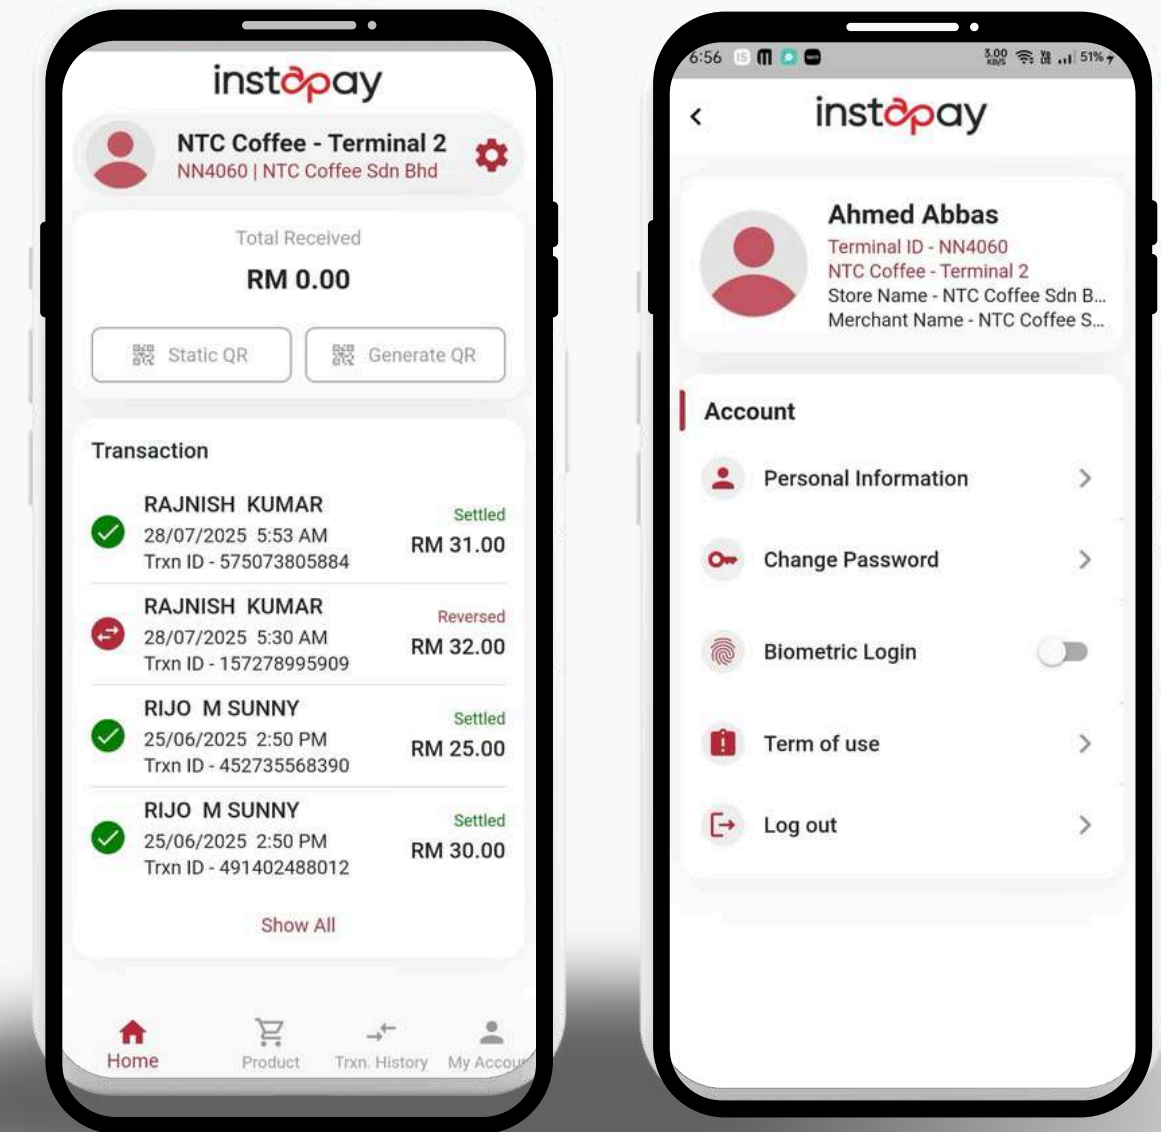 instapay
NTC Coffee - Terminal 2
NN4060 | NTC Coffee Sdn Bhd
Total Received
RM 0.00
Static QR
Generate QR
Transaction
RAJNISH KUMAR
Settled
28/07/2025 5:53 AM
RM 31.00
Trxn ID - 575073805884
RAJNISH KUMAR
Reversed
28/07/2025 5:30 AM
RM 32.00
Trxn ID - 157278995909
RIJO M SUNNY
Settled
25/06/2025 2:50 PM
RM 25.00
Trxn ID - 452735568390
RIJO M SUNNY
Settled
25/06/2025 2:50 PM
RM 30.00
Trxn ID - 491402488012
Show All
Home
Product
Trxn. History
My Accou
6:56
3.00 KB/S
51%
instapay
Ahmed Abbas
Terminal ID - NN4060
NTC Coffee - Terminal 2
Store Name - NTC Coffee Sdn B...
Merchant Name - NTC Coffee S...
Account
Personal Information
Change Password
Biometric Login
Term of use
Log out